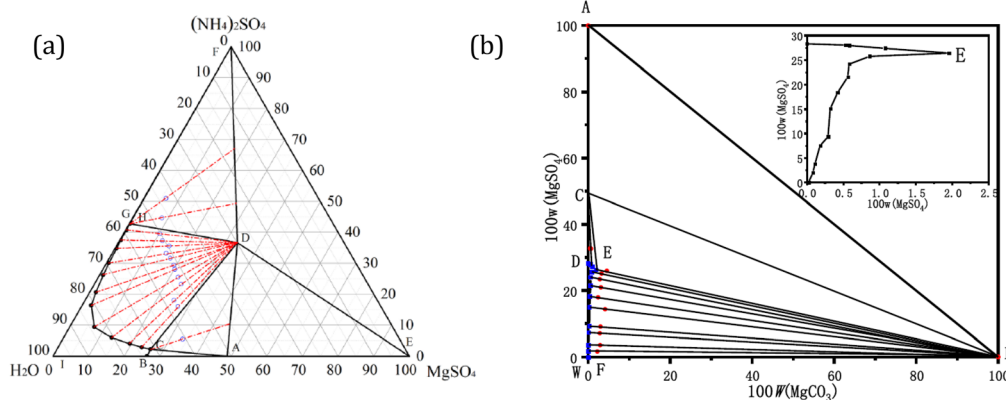 (a)
(NH₄)₂SO₄
0 100
F
10 90
20 80
30 70
40 60
50 50
G H
60 40
D
70 30
80 20
90 10
E
100 0
I B A
H₂O 0 10 20 30 40 50 60 70 80 90 100 MgSO₄
(b)
A
100
80
60
C
40
D E
20
0
W F
0 20 40 60 80 100
100W(MgCO₃)
100w(MgSO₄)
30
25
20
15
10
5
0
E
0.0 0.5 1.0 1.5 2.0 2.5
100w(MgSO₄)
100w(MgSO₄)